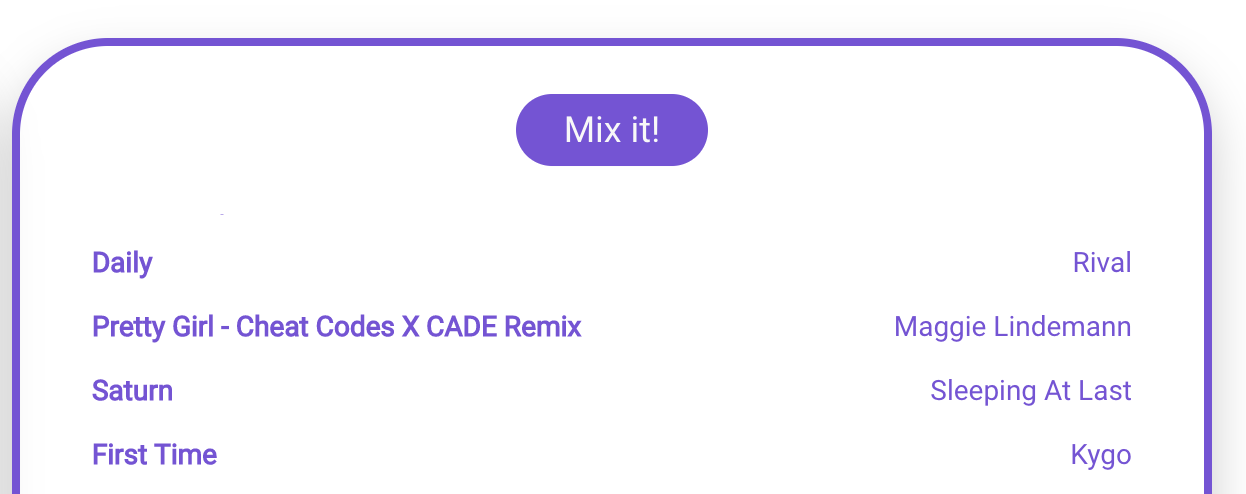 Mix it!
Daily Rival
Pretty Girl - Cheat Codes X CADE Remix Maggie Lindemann
Saturn Sleeping At Last
First Time Kygo